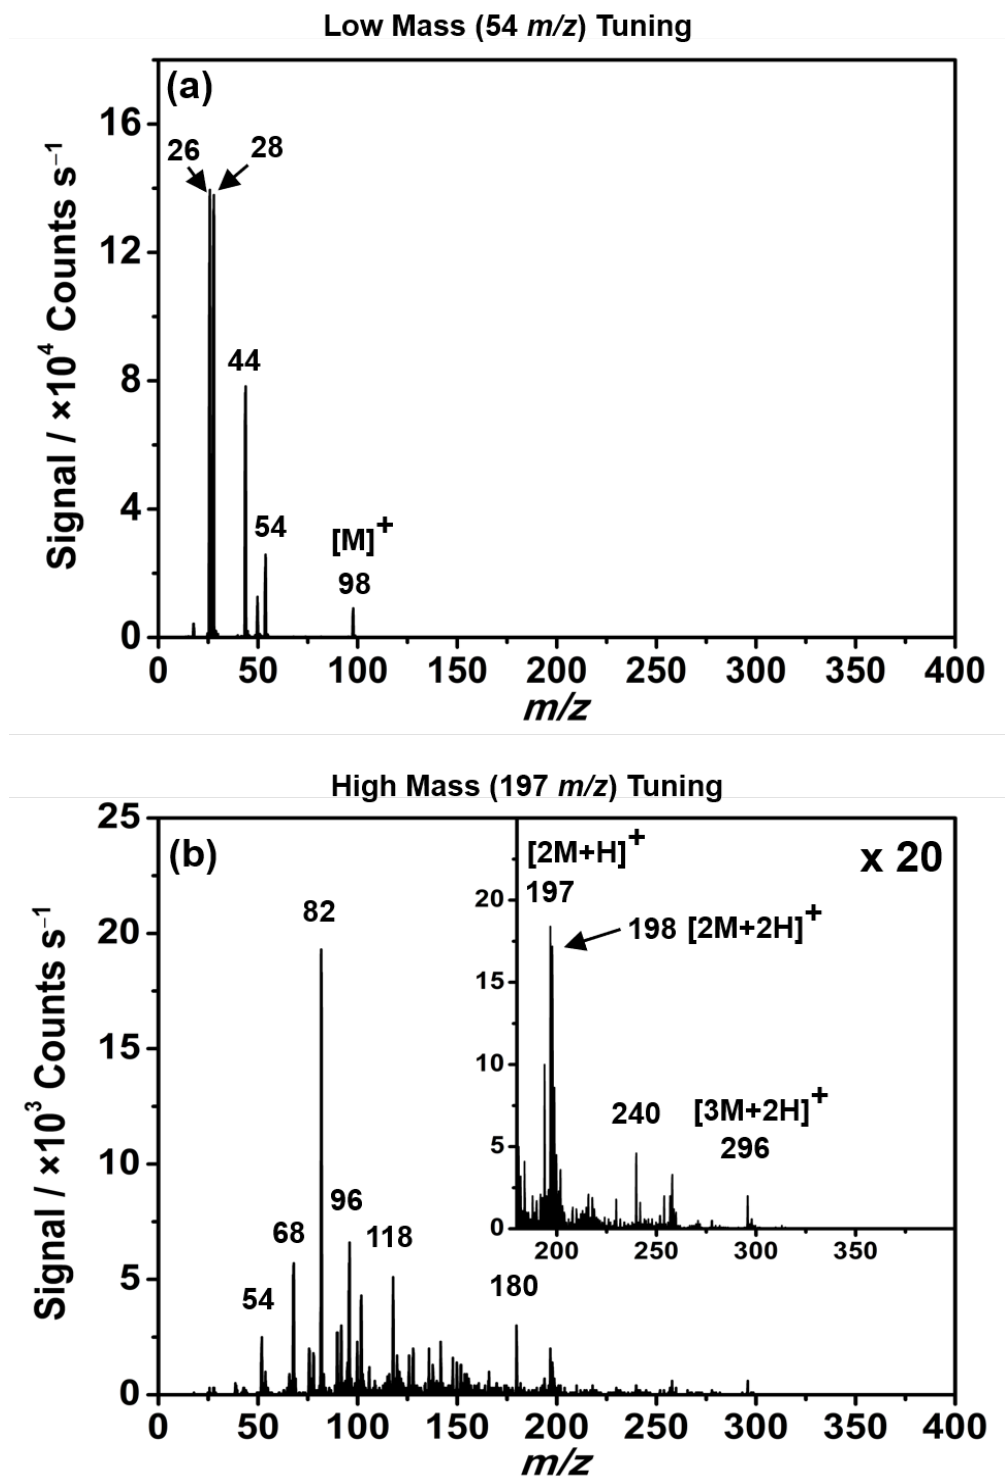 Low Mass (54 m/z) Tuning
(a)
Signal / ×10⁴ Counts s⁻¹
16
12
8
4
0
26
28
44
54
[M]⁺
98
0 50 100 150 200 250 300 350 400
m/z
High Mass (197 m/z) Tuning
(b)
Signal / ×10³ Counts s⁻¹
25
20
15
10
5
0
82
96
68
118
54
180
[2M+H]⁺
x 20
197
198 [2M+2H]⁺
20
15
10
5
0
240
[3M+2H]⁺
296
200 250 300 350
0 50 100 150 200 250 300 350 400
m/z